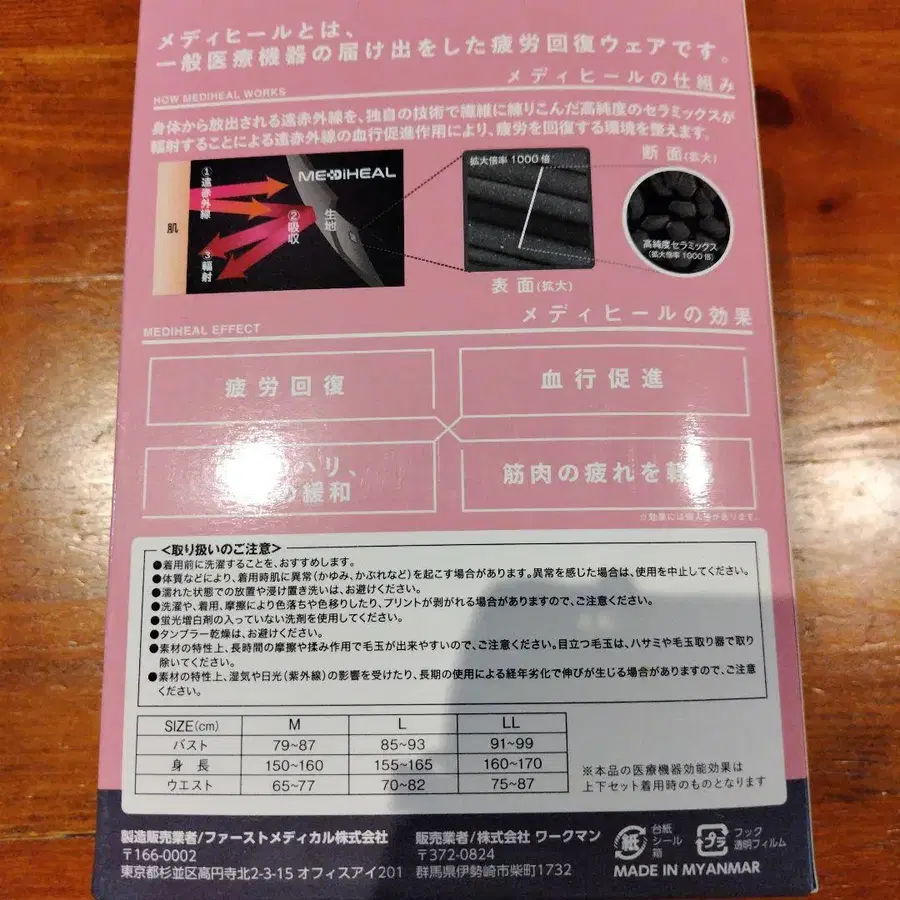 メディヒールとは、
一般医療機器の届け出をした疲労回復ウェアです。
メディヒールの仕組み
HOW MEDIHEAL WORKS
身体から放出される遠赤外線を、独自の技術で繊維に練りこんだ高純度のセラミックスが
輻射することによる遠赤外線の血行促進作用により、疲労を回復する環境を整えます。
肌
①遠赤外線
②吸収
③輻射
生地
MEDIHEAL
拡大倍率1000倍
表面(拡大)
断面(拡大)
高純度セラミックス
(拡大倍率1000倍)
メディヒールの効果
MEDIHEAL EFFECT
疲労回復
血行促進
ハリ、
の緩和
筋肉の疲れを軽
※効果には個人差があります。
<取り扱いのご注意>
●着用前に洗濯することを、おすすめします。
●体質などにより、着用時肌に異常(かゆみ、かぶれなど)を起こす場合があります。異常を感じた場合は、使用を中止してください。
●濡れた状態での放置や浸け置き洗いは、お避けください。
●洗濯や、着用、摩擦により色落ちや色移りしたり、プリントが剥がれる場合がありますので、ご注意ください。
●蛍光増白剤の入っていない洗剤を使用してください。
●タンブラー乾燥は、お避けください。
●素材の特性上、長時間の摩擦や揉み作用で毛玉が出来やすいので、ご注意ください。目立つ毛玉は、ハサミや毛玉取り器で取り
除いてください。
●素材の特性上、湿気や日光(紫外線)の影響を受けたり、長期の使用による経年劣化で伸びが生じる場合がありますので、ご注意
ください。
SIZE(cm) M L LL
バスト 79~87 85~93 91~99
身長 150~160 155~165 160~170
ウエスト 65~77 70~82 75~87
※本品の医療機器効能効果は
上下セット着用時のものとなります
製造販売業者/ファーストメディカル株式会社
〒166-0002
東京都杉並区高円寺北2-3-15 オフィスアイ201
販売業者/株式会社 ワークマン
〒372-0824
群馬県伊勢崎市柴町1732
紙
台紙
シール
箱
プラ
フック
透明フィルム
MADE IN MYANMAR